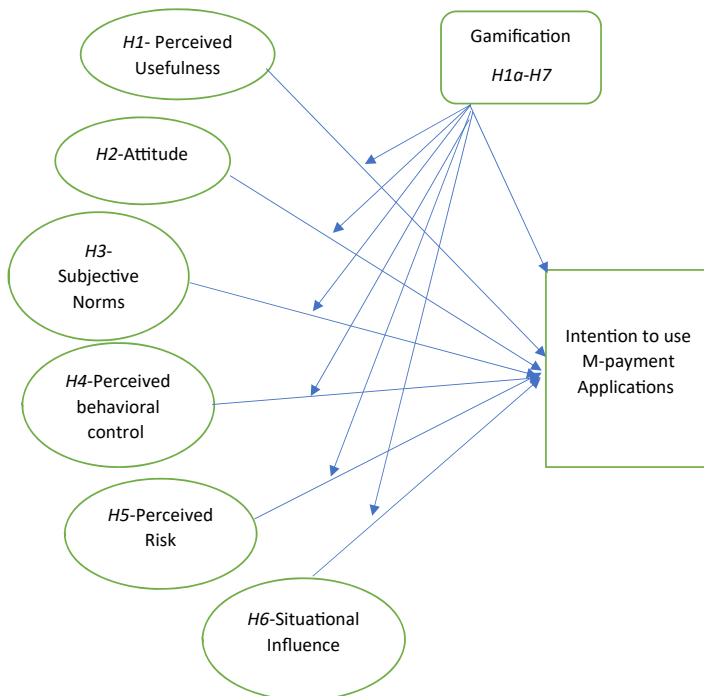 H1- Perceived
Usefulness
Gamification
H1a-H7
H2-Attitude
H3-
Subjective
Norms
Intention to use
M-payment
Applications
H4-Perceived
behavioral
control
H5-Perceived
Risk
H6-Situational
Influence